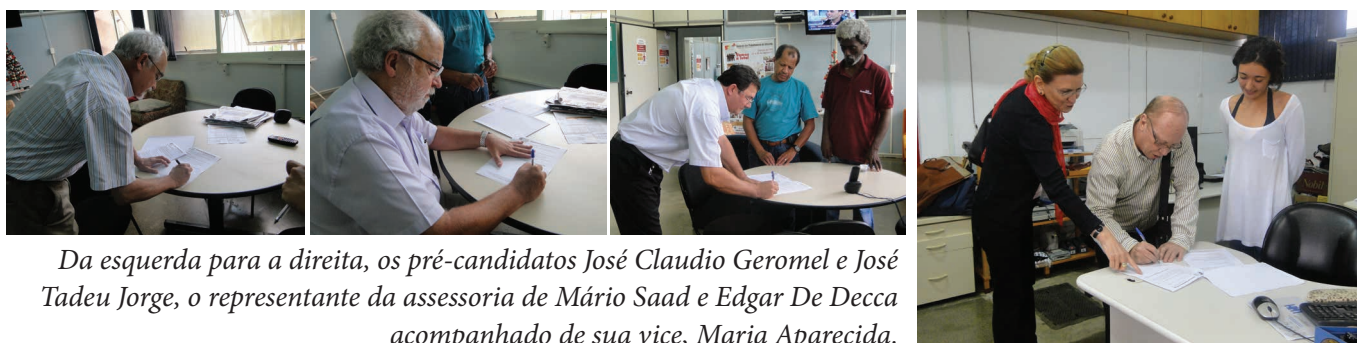 Da esquerda para a direita, os pré-candidatos José Claudio Geromel e José
Tadeu Jorge, o representante da assessoria de Mário Saad e Edgar De Decca
acompanhado de sua vice, Maria Aparecida.